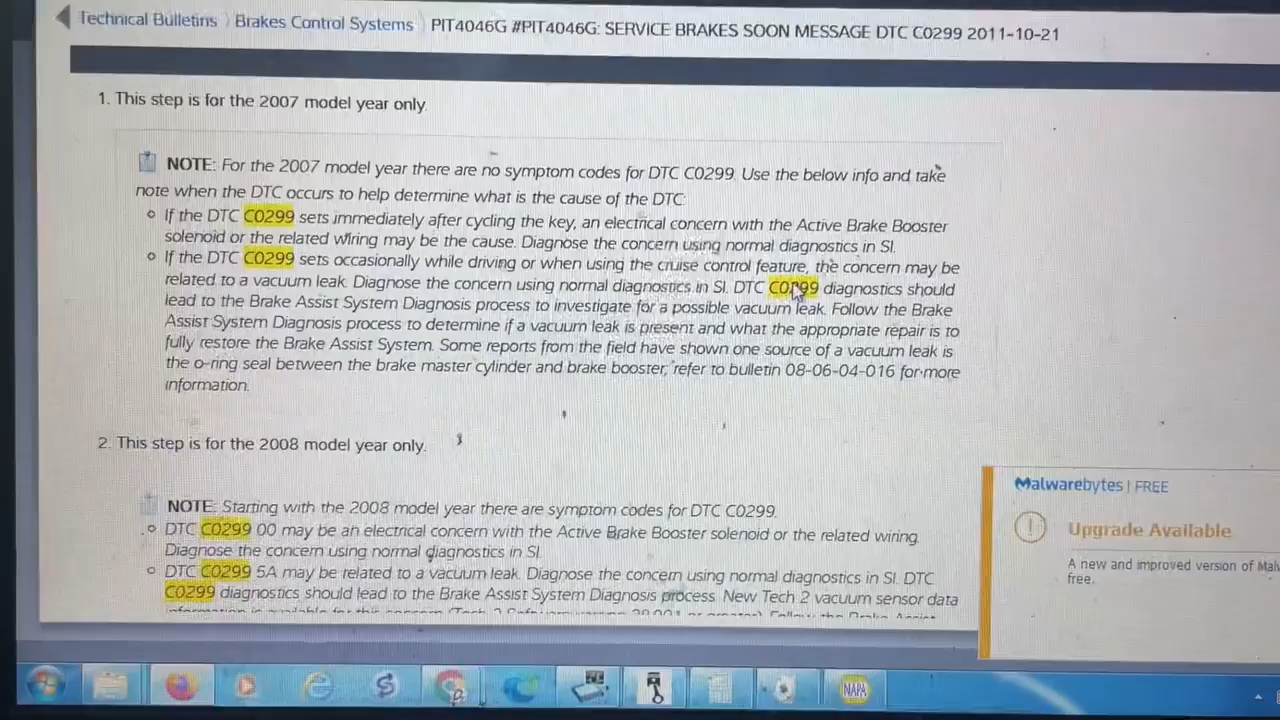 Technical Bulletins Brakes Control Systems PIT4046G #PIT4046G: SERVICE BRAKES SOON MESSAGE DTC C0299 2011-10-21
1. This step is for the 2007 model year only.
NOTE: For the 2007 model year there are no symptom codes for DTC C0299. Use the below info and take
note when the DTC occurs to help determine what is the cause of the DTC:
If the DTC C0299 sets immediately after cycling the key, an electrical concern with the Active Brake Booster
solenoid or the related wiring may be the cause. Diagnose the concern using normal diagnostics in SI.
If the DTC C0299 sets occasionally while driving or when using the cruise control feature, the concern may be
related to a vacuum leak. Diagnose the concern using normal diagnostics in SI. DTC C0299 diagnostics should
lead to the Brake Assist System Diagnosis process to investigate for a possible vacuum leak. Follow the Brake
Assist System Diagnosis process to determine if a vacuum leak is present and what the appropriate repair is to
fully restore the Brake Assist System. Some reports from the field have shown one source of a vacuum leak is
the o-ring seal between the brake master cylinder and brake booster, refer to bulletin 08-06-04-016 for more
information.
2. This step is for the 2008 model year only.
NOTE: Starting with the 2008 model year there are symptom codes for DTC C0299.
DTC C0299 00 may be an electrical concern with the Active Brake Booster solenoid or the related wiring.
Diagnose the concern using normal diagnostics in SI.
DTC C0299 5A may be related to a vacuum leak. Diagnose the concern using normal diagnostics in SI. DTC
C0299 diagnostics should lead to the Brake Assist System Diagnosis process. New Tech 2 vacuum sensor data
Malwarebytes | FREE
Upgrade Available
A new and improved version of
free.
NAPA